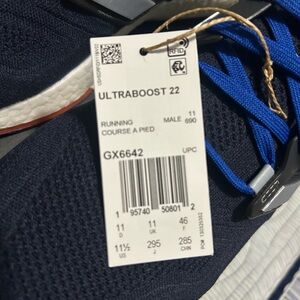 RFID
ULTRABOOST 22
RUNNING
COURSE A PIED
MALE
11
690
GX6642
UPC
1 95740 50801 2
11 11 46
D UK F
11½ 295 285
US J CHN